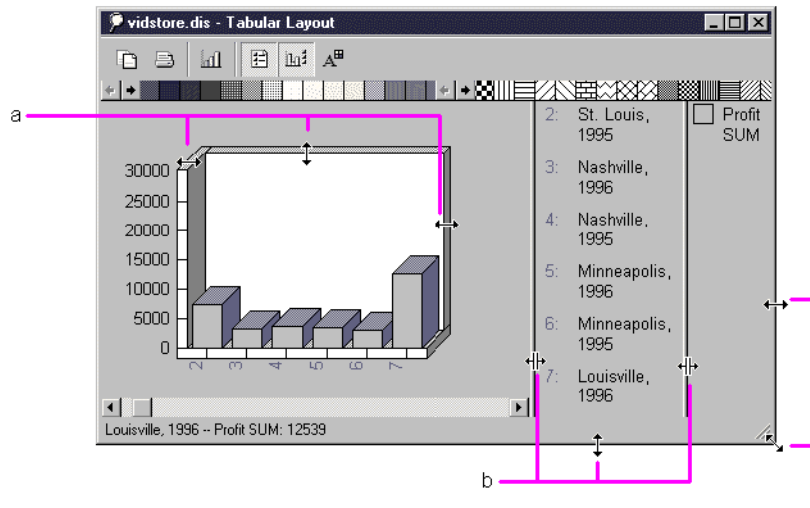 vidstore.dis - Tabular Layout
a
30000
25000
20000
15000
10000
5000
0
2
3
4
5
6
7
2: St. Louis,
1995
3: Nashville,
1996
4: Nashville,
1995
5: Minneapolis,
1996
6: Minneapolis,
1995
7: Louisville,
1996
Profit
SUM
Louisville, 1996 -- Profit SUM: 12539
b